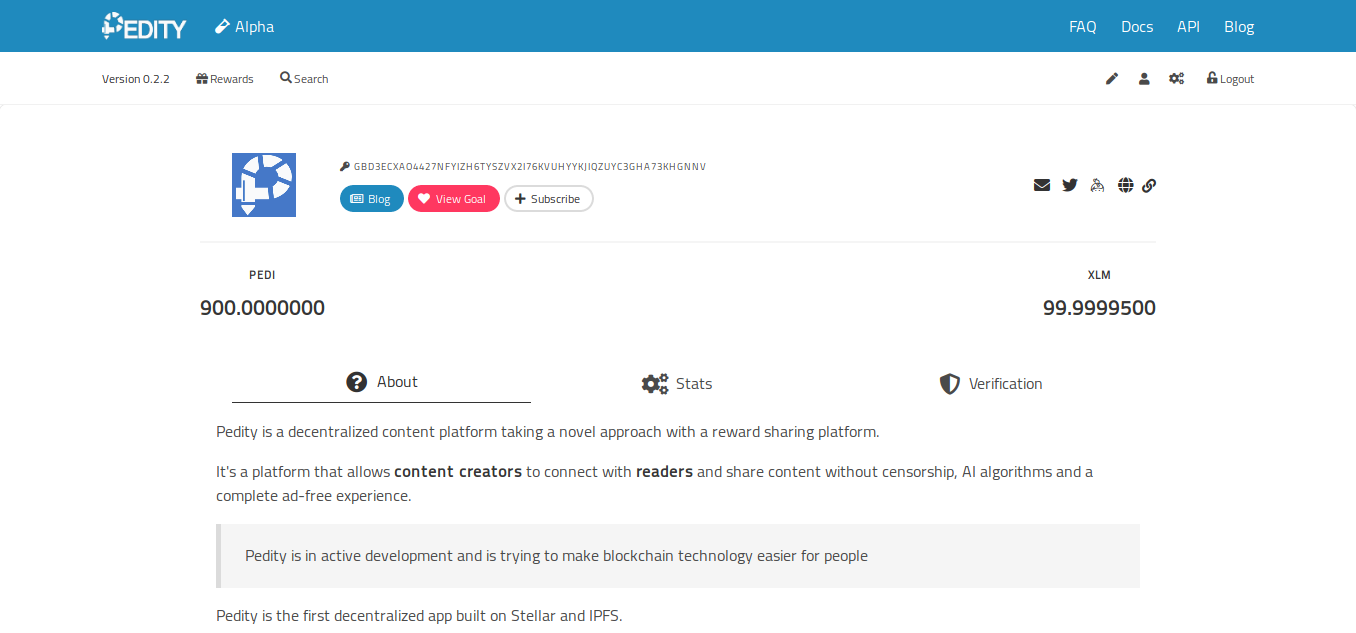 PEDITY Alpha FAQ Docs API Blog
Version 0.2.2 Rewards Search Logout
GBD3ECXAO4427NFYIZH6TYSZVX2I76KVUHYYKJIQZUYC3GHA73KHGNNV
Blog View Goal Subscribe
PEDI XLM
900.0000000 99.9999500
About Stats Verification
Pedity is a decentralized content platform taking a novel approach with a reward sharing platform.
It's a platform that allows content creators to connect with readers and share content without censorship, AI algorithms and a
complete ad-free experience.
Pedity is in active development and is trying to make blockchain technology easier for people
Pedity is the first decentralized app built on Stellar and IPFS.